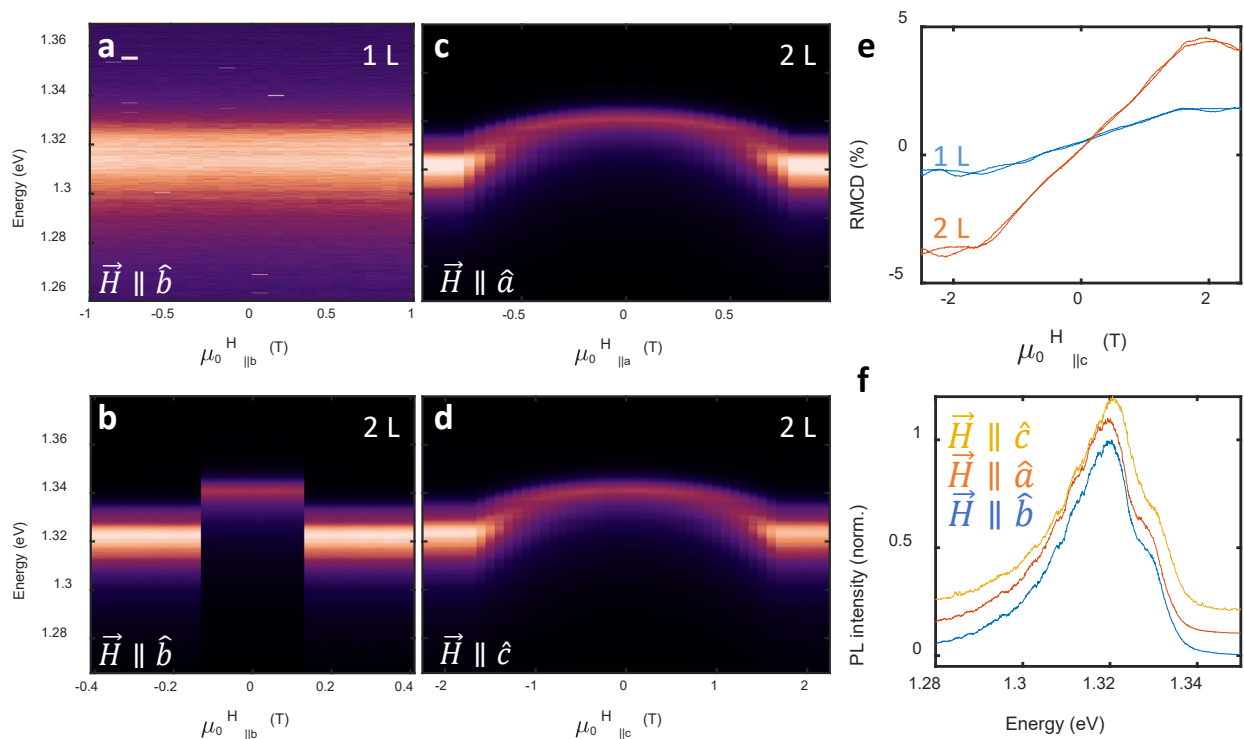 a
1 L
1.36
1.34
1.32
1.3
1.28
1.26
Energy (eV)
H⃗ ∥ b̂
-1
-0.5
0
0.5
1
μ₀ H ||b (T)
c
2 L
H⃗ ∥ â
-0.5
0
0.5
μ₀ H ||a (T)
e
5
0
-5
RMCD (%)
1 L
2 L
-2
0
2
μ₀ H ||c (T)
b
2 L
1.36
1.34
1.32
1.3
1.28
Energy (eV)
H⃗ ∥ b̂
-0.4
-0.2
0
0.2
0.4
μ₀ H ||b (T)
d
2 L
H⃗ ∥ ĉ
-2
-1
0
1
2
μ₀ H ||c (T)
f
H⃗ ∥ ĉ
H⃗ ∥ â
H⃗ ∥ b̂
1
0.5
0
PL intensity (norm.)
1.28
1.3
1.32
1.34
Energy (eV)